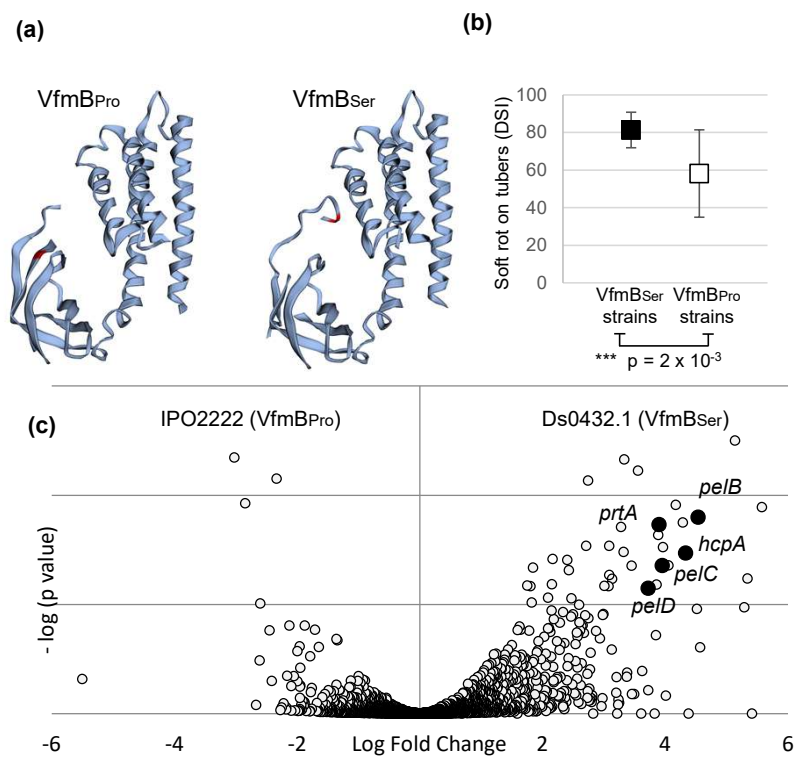 (a)
VfmBPro
VfmBSer
(b)
Soft rot on tubers (DSI)
100
80
60
40
20
0
VfmBSer VfmBPro
strains strains
*** p = 2 x 10-3
(c)
IPO2222 (VfmBPro)
Ds0432.1 (VfmBSer)
- log (p value)
pelB
prtA
hcpA
pelC
pelD
-6 -4 -2 Log Fold Change 2 4 6